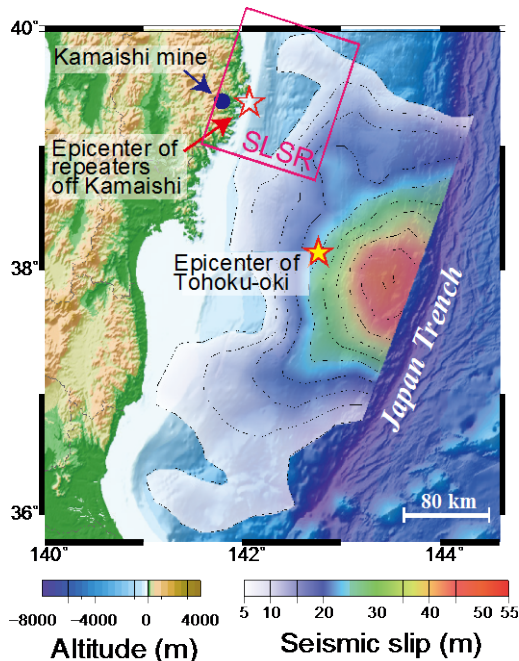 40°
Kamaishi mine
Epicenter of
repeaters
off Kamaishi
SLSR
Epicenter of
Tohoku-oki
38°
Japan Trench
80 km
36°
140° 142° 144°
−8000 −4000 0 4000
Altitude (m)
5 10 20 30 40 50 55
Seismic slip (m)